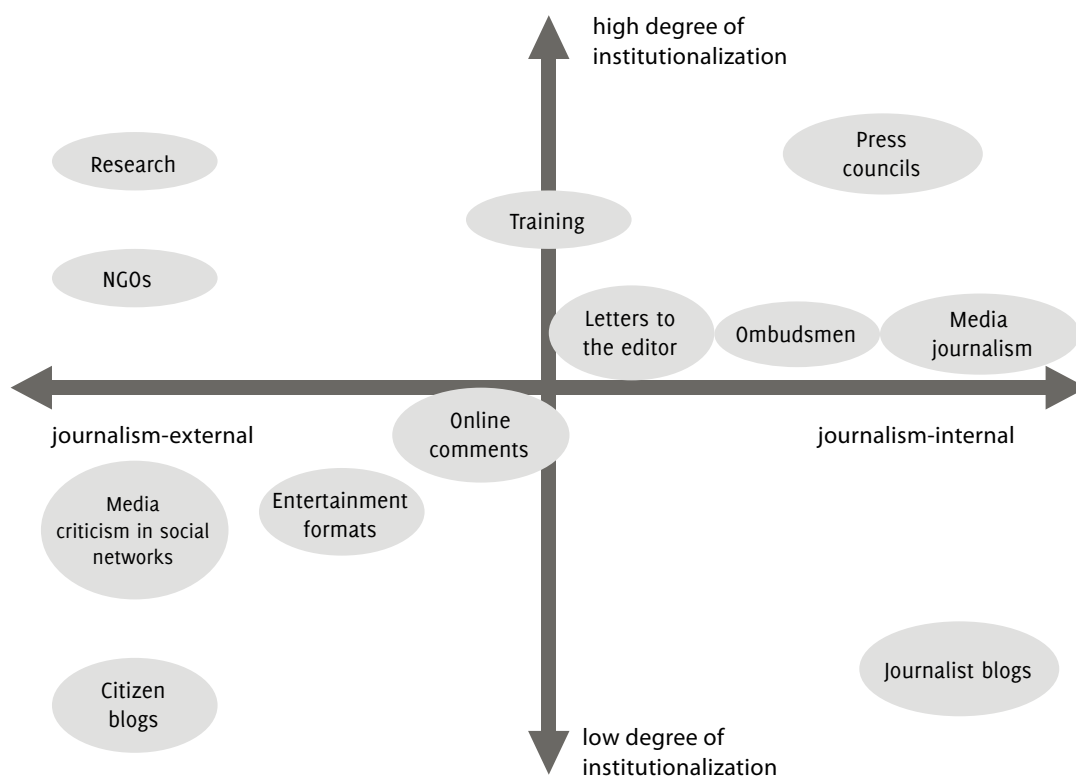 high degree of
institutionalization
Press
councils
Research
Training
NGOs
Letters to
the editor
Ombudsmen
Media
journalism
Online
comments
journalism-external
journalism-internal
Media
criticism in social
networks
Entertainment
formats
Journalist blogs
Citizen
blogs
low degree of
institutionalization